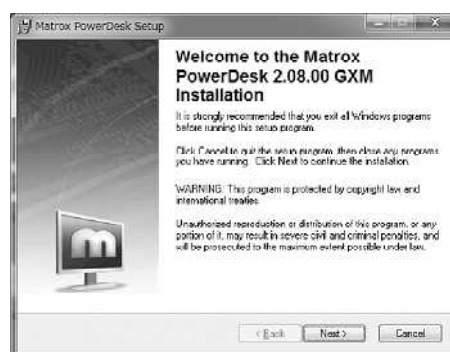 Matrox PowerDesk Setup
Welcome to the Matrox
PowerDesk 2.08.00 GXM
Installation
It is strongly recommended that you exit all Windows programs
before running this setup program.
Click Cancel to quit the setup program, then close any programs
you have running. Click Next to continue the installation.
WARNING: This program is protected by copyright law and
international treaties.
Unauthorized reproduction or distribution of this program, or any
portion of it, may result in severe civil and criminal penalties, and
will be prosecuted to the maximum extent possible under law.
m
< Back
Next >
Cancel